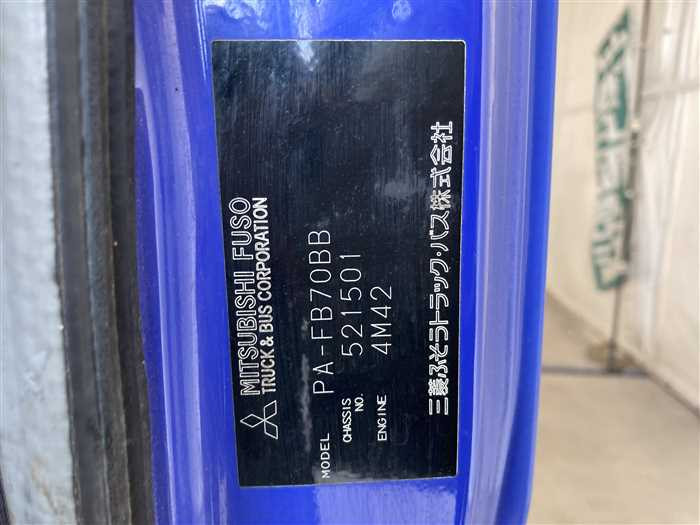 MITSUBISHI FUSO
TRUCK & BUS CORPORATION
MODEL PA-FB70BB
CHASSIS NO. 521501
ENGINE 4M42
三菱ふそうトラック・バス株式会社